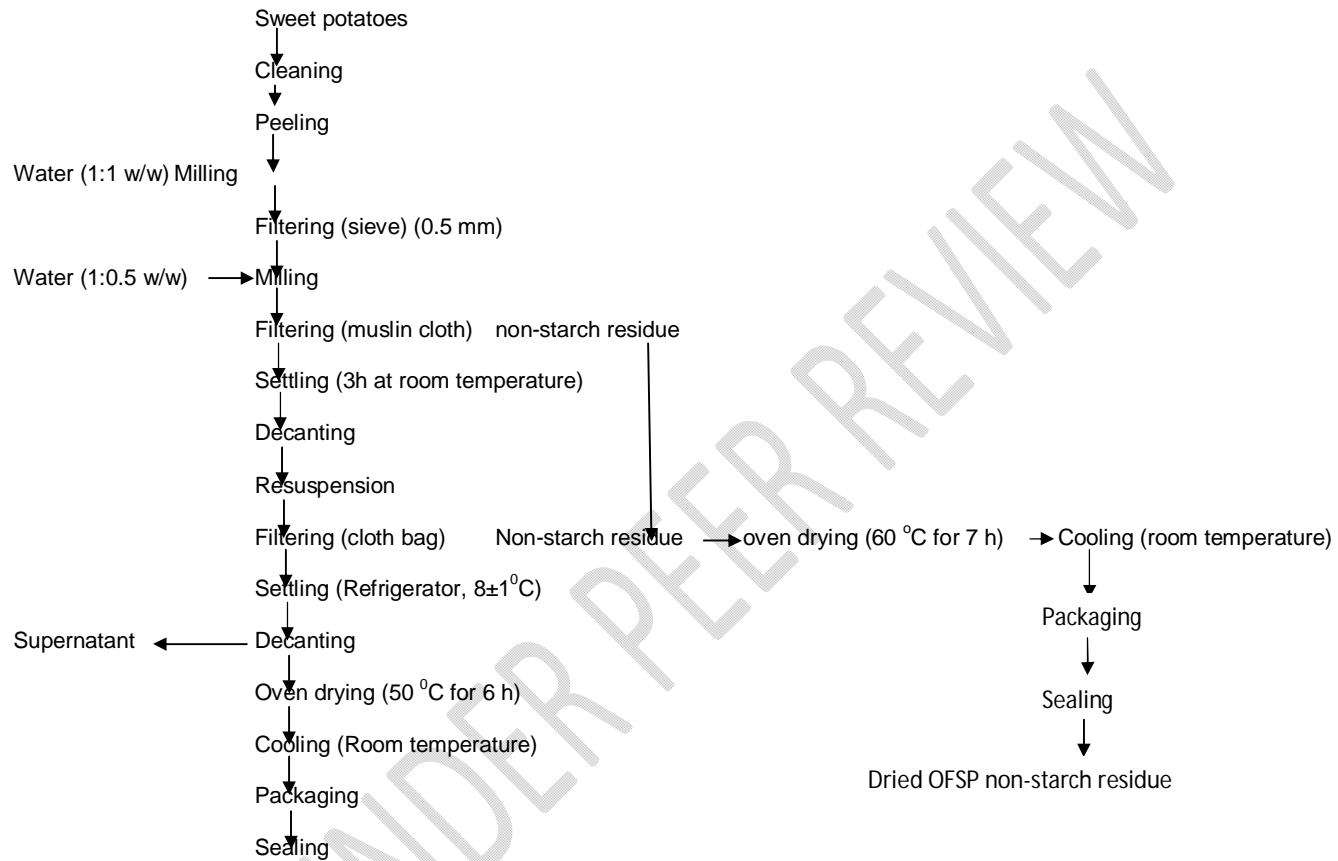 Sweet potatoes
Cleaning
Peeling
Water (1:1 w/w) Milling
Filtering (sieve) (0.5 mm)
Water (1:0.5 w/w) Milling
Filtering (muslin cloth) non-starch residue
Settling (3h at room temperature)
Decanting
Resuspension
Filtering (cloth bag) Non-starch residue oven drying (60 °C for 7 h) Cooling (room temperature)
Settling (Refrigerator, 8±1⁰C)
Packaging
Supernatant Decanting
Oven drying (50 ⁰C for 6 h)
Sealing
Cooling (Room temperature)
Dried OFSP non-starch residue
Packaging
Sealing
UNDER PEER REVIEW